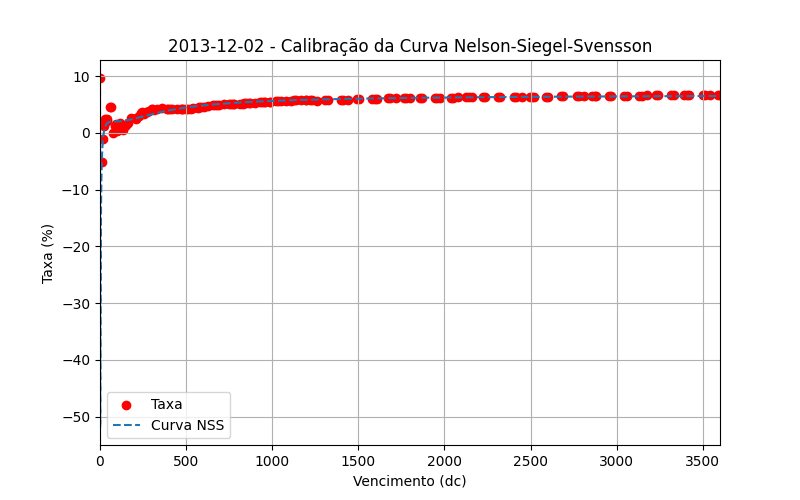 2013-12-02 - Calibração da Curva Nelson-Siegel-Svensson
10
0
−10
−20
−30
−40
−50
Taxa (%)
Taxa
Curva NSS
0 500 1000 1500 2000 2500 3000 3500
Vencimento (dc)